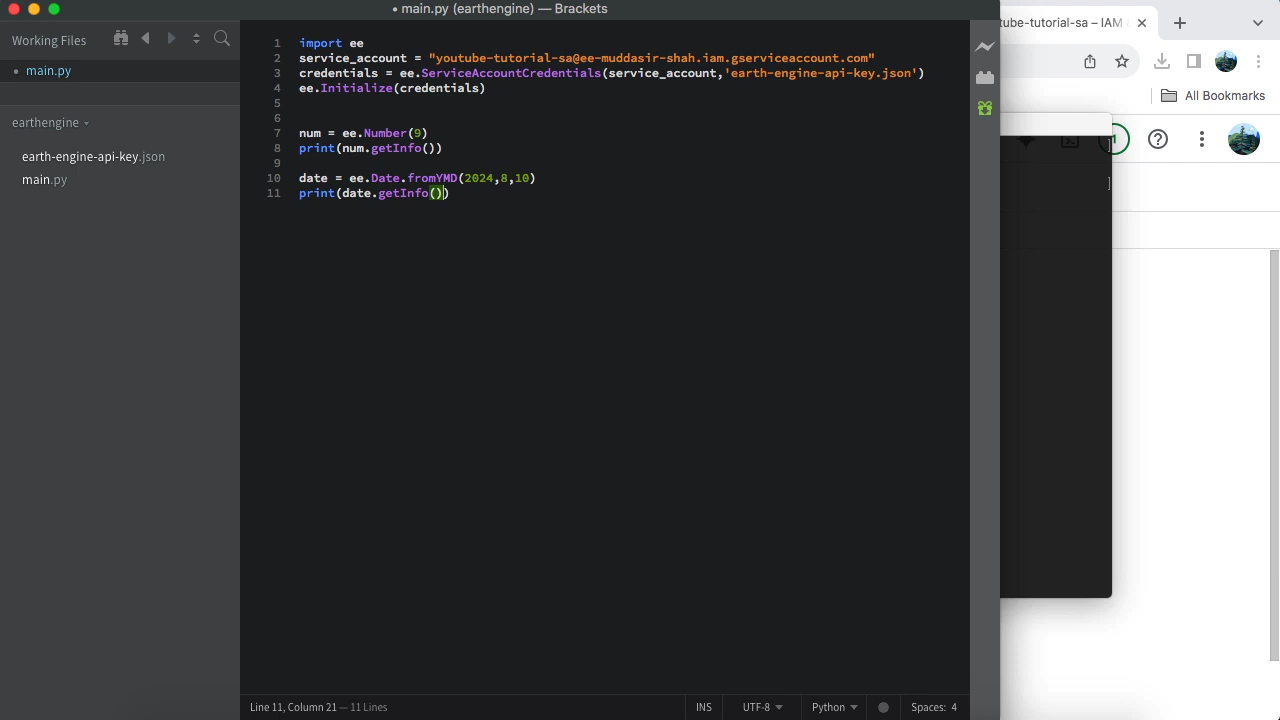 • main.py (earthengine) — Brackets
Working Files
• main.py
earthengine
earth-engine-api-key.json
main.py
1 import ee
2 service_account = "youtube-tutorial-sa@ee-muddasir-shah.iam.gserviceaccount.com"
3 credentials = ee.ServiceAccountCredentials(service_account,'earth-engine-api-key.json')
4 ee.Initialize(credentials)
5
6
7 num = ee.Number(9)
8 print(num.getInfo())
9
10 date = ee.Date.fromYMD(2024,8,10)
11 print(date.getInfo())
Line 11, Column 21 — 11 Lines
INS
UTF-8
Python
Spaces: 4
tube-tutorial-sa – IAM
All Bookmarks
]
]